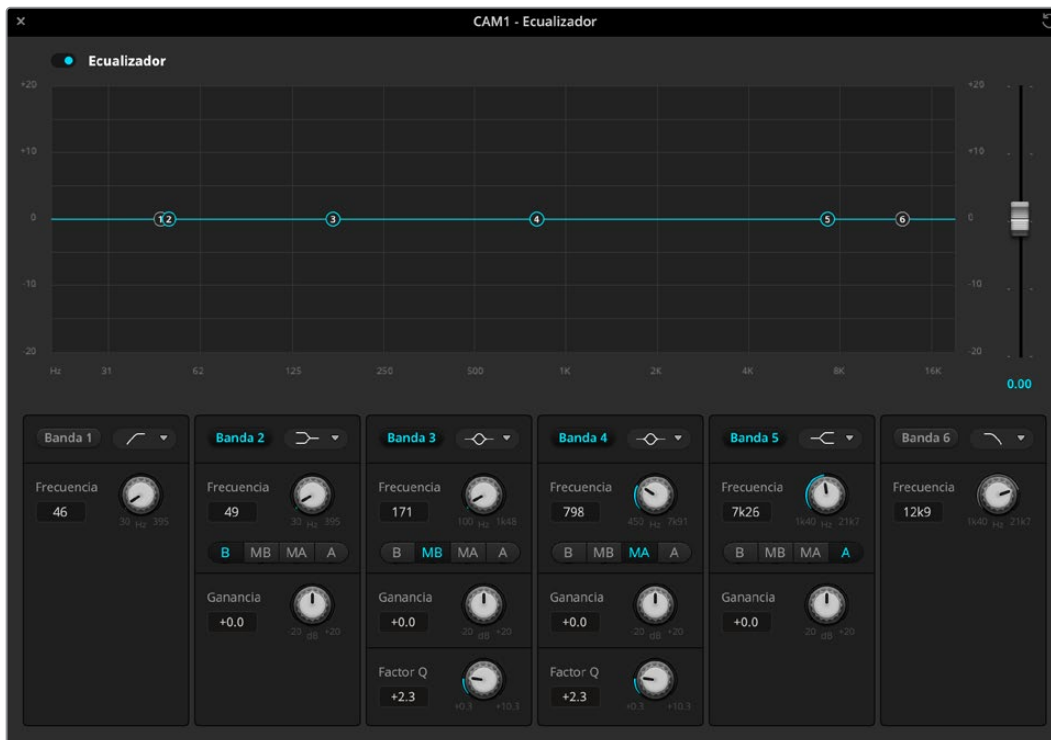 CAM1 - Ecualizador
Ecualizador
+20 +20
+10 +10
0 1 2 3 4 5 6 0
-10 -10
-20 -20
Hz 31 62 125 250 500 1K 2K 4K 8K 16K
0.00
Banda 1 Banda 2 Banda 3 Banda 4 Banda 5 Banda 6
Frecuencia Frecuencia Frecuencia Frecuencia Frecuencia Frecuencia
46 49 171 798 7k26 12k9
30 Hz 395 30 Hz 395 100 Hz 1k48 450 Hz 7k91 1k40 Hz 21k7 1k40 Hz 21k7
B MB MA A B MB MA A B MB MA A B MB MA A
Ganancia Ganancia Ganancia Ganancia
+0.0 +0.0 +0.0 +0.0
-20 dB +20 -20 dB +20 -20 dB +20 -20 dB +20
Factor Q Factor Q
+2.3 +2.3
+0.3 +10.3 +0.3 +10.3